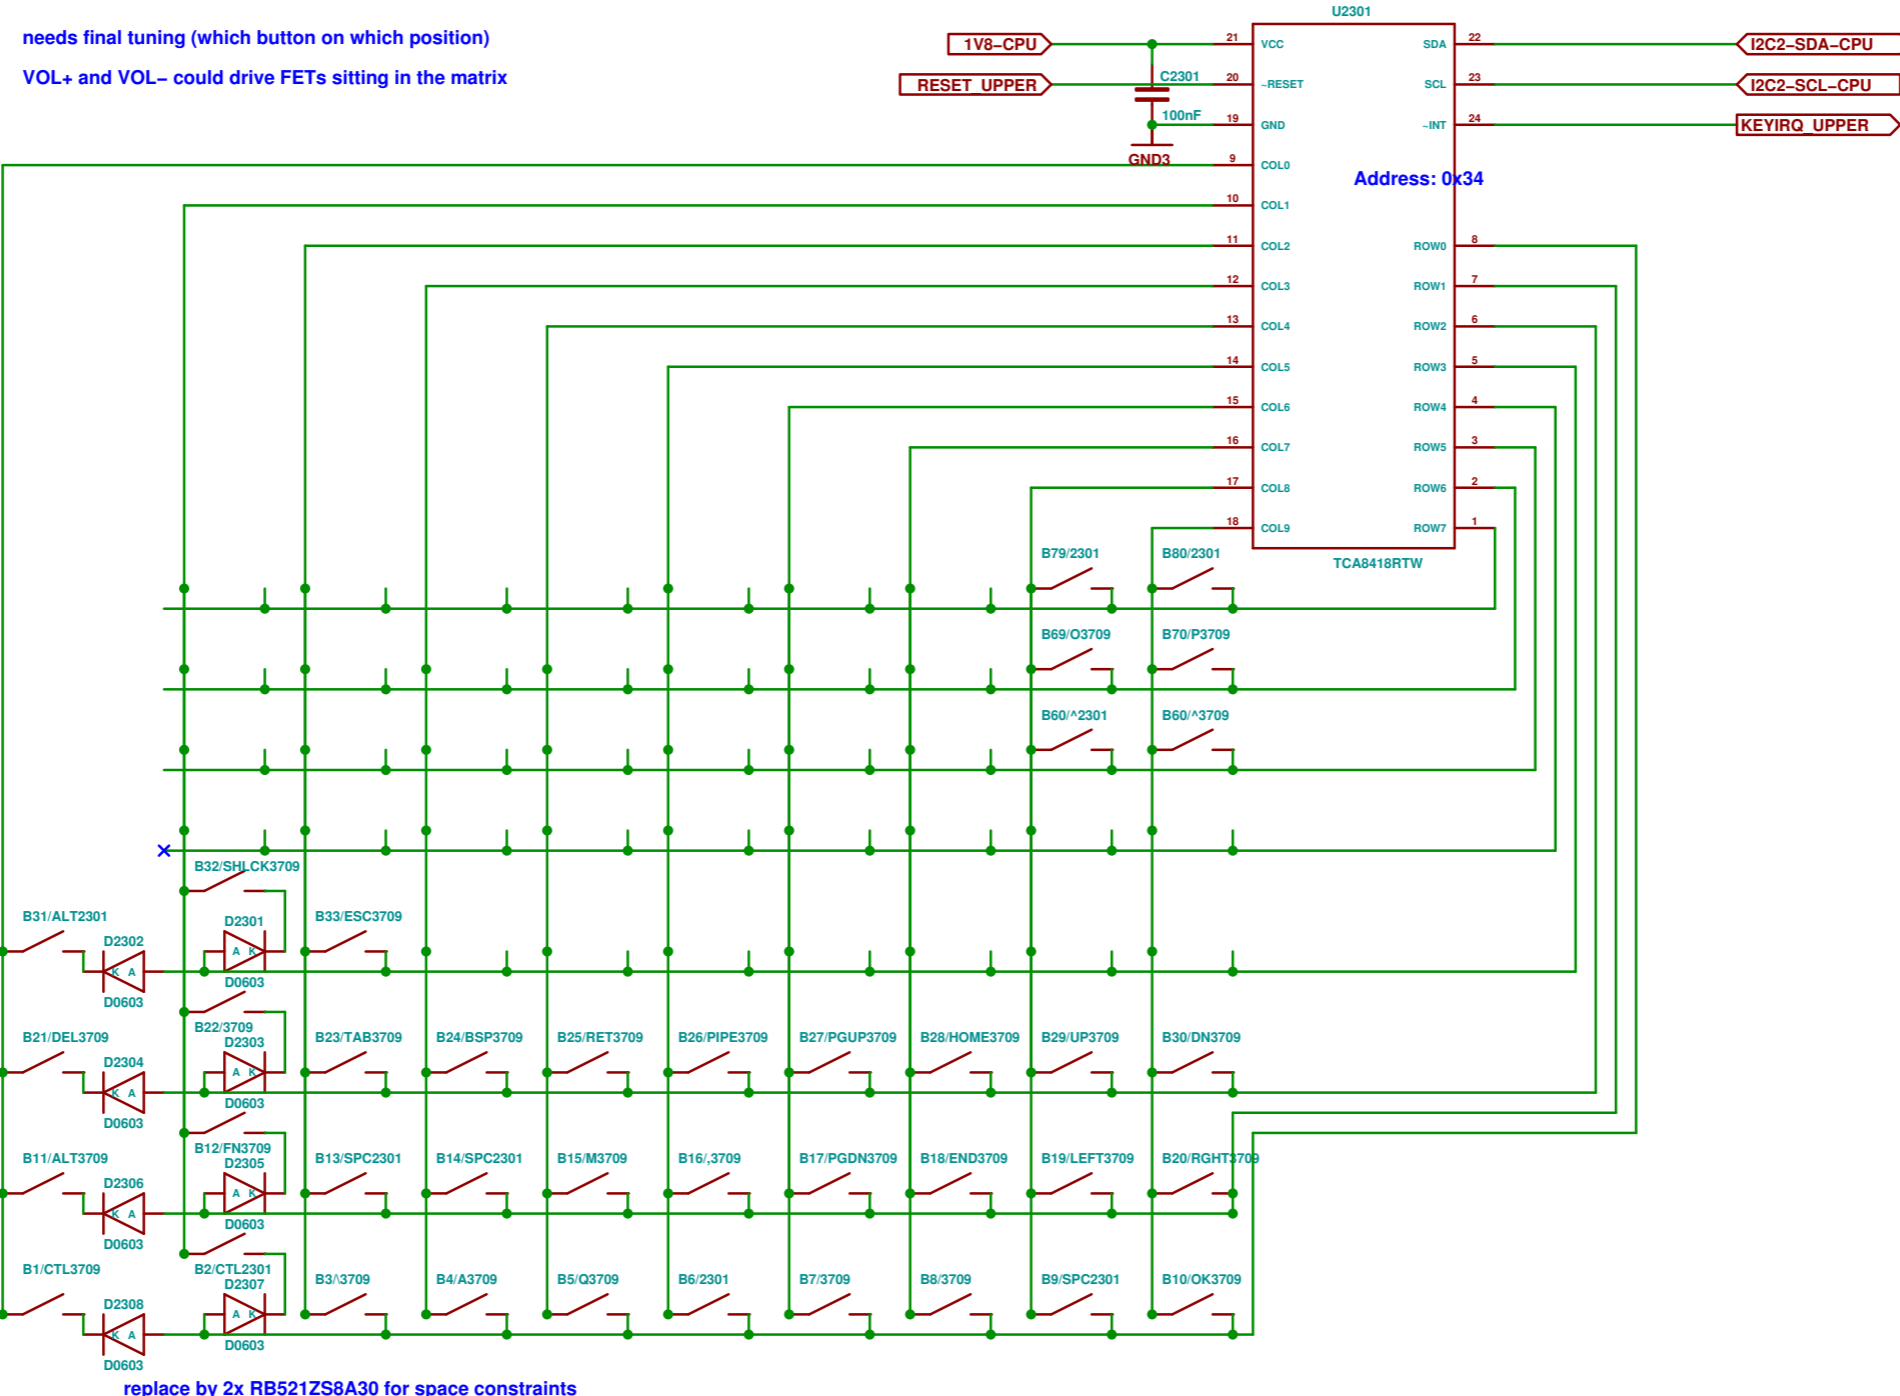 needs final tuning (which button on which position)
VOL+ and VOL− could drive FETs sitting in the matrix
U2301
1V8−CPU
21 VCC
SDA 22
I2C2−SDA−CPU
C2301
RESET_UPPER
20 ~RESET
SCL 23
I2C2−SCL−CPU
100nF
19 GND
~INT 24
KEYIRQ_UPPER
GND3
9 COL0
Address: 0x34
10 COL1
11 COL2
ROW0 8
12 COL3
ROW1 7
13 COL4
ROW2 6
14 COL5
ROW3 5
15 COL6
ROW4 4
16 COL7
ROW5 3
17 COL8
ROW6 2
18 COL9
ROW7 1
TCA8418RTW
B79/2301
B80/2301
B69/O3709
B70/P3709
B60/^2301
B60/^3709
B32/SHLCK3709
B31/ALT2301
D2302
K A
D0603
D2301
A K
D0603
B33/ESC3709
B21/DEL3709
D2304
K A
D0603
B22/3709
D2303
A K
D0603
B23/TAB3709
B24/BSP3709
B25/RET3709
B26/PIPE3709
B27/PGUP3709
B28/HOME3709
B29/UP3709
B30/DN3709
B11/ALT3709
D2306
K A
D0603
B12/FN3709
D2305
A K
D0603
B13/SPC2301
B14/SPC2301
B15/M3709
B16/,3709
B17/PGDN3709
B18/END3709
B19/LEFT3709
B20/RGHT3709
B1/CTL3709
D2308
K A
D0603
B2/CTL2301
D2307
A K
D0603
B3/\3709
B4/A3709
B5/Q3709
B6/2301
B7/3709
B8/3709
B9/SPC2301
B10/OK3709
replace by 2x RB521ZS8A30 for space constraints